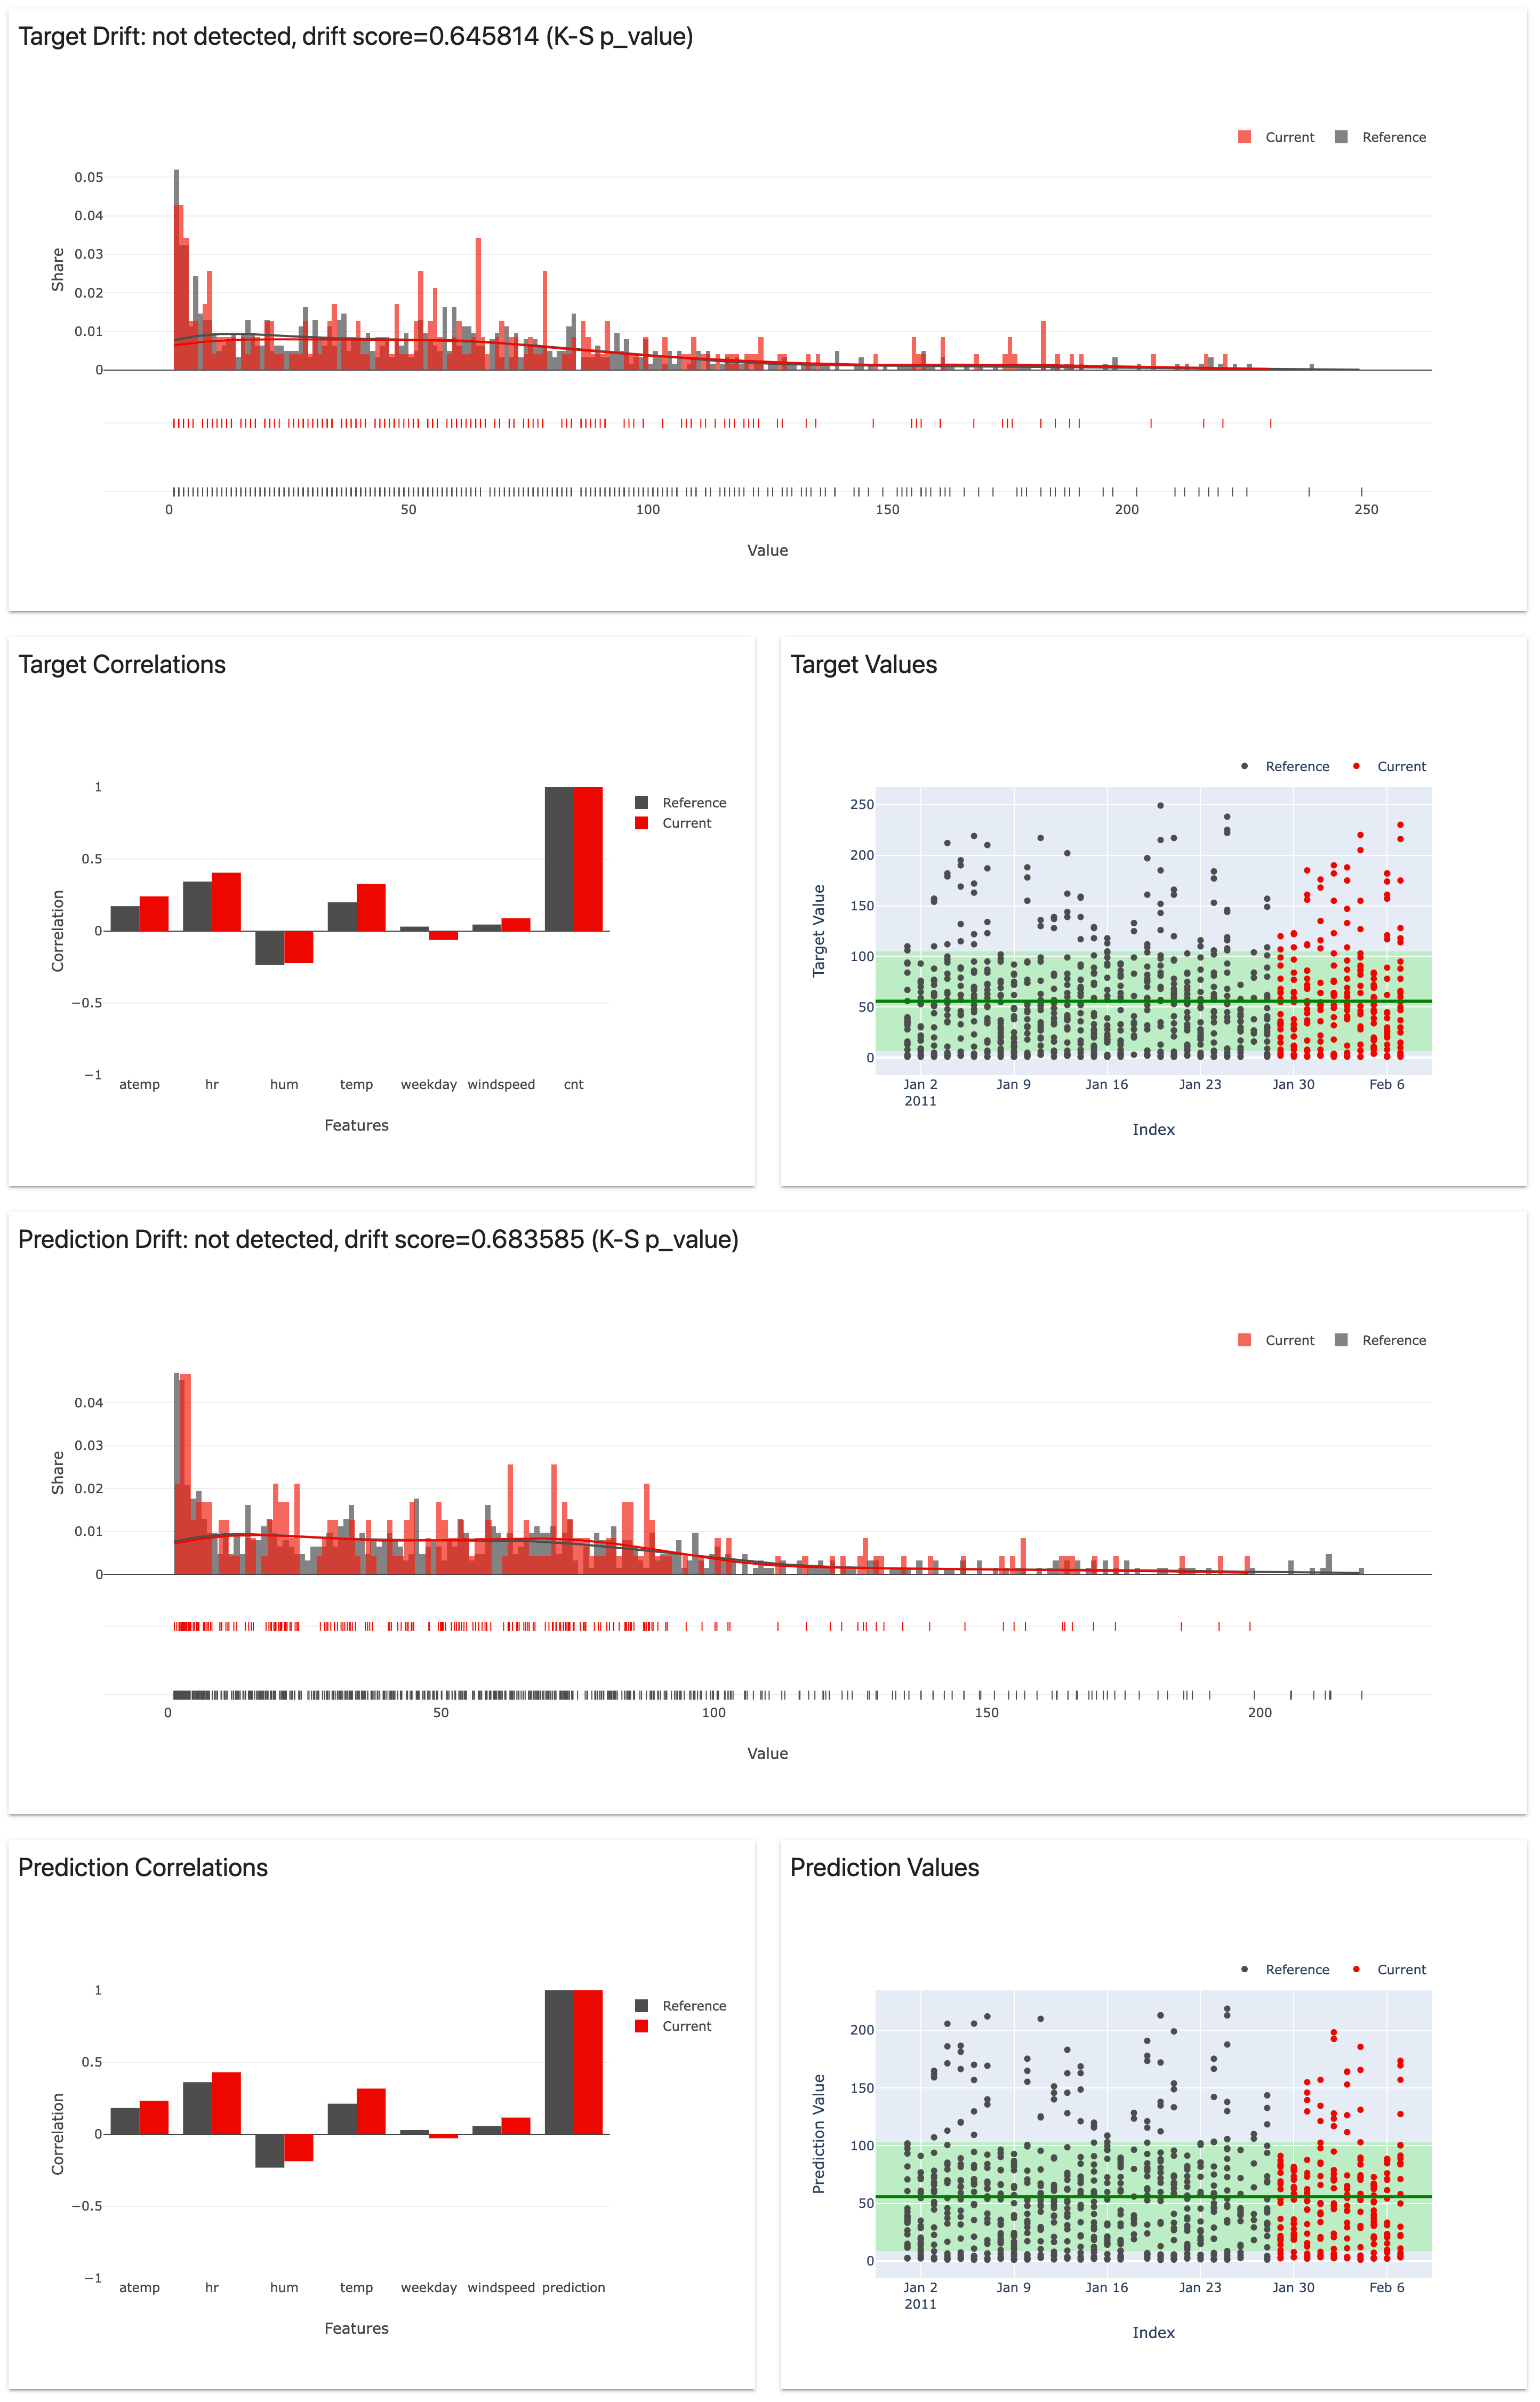 Target Drift: not detected, drift score=0.645814 (K-S p_value)
Current Reference
0.05
0.04
0.03
0.02
0.01
0
Share
0 50 100 150 200 250
Value
Target Correlations
1
0.5
0
−0.5
−1
Correlation
Reference
Current
atemp hr hum temp weekday windspeed cnt
Features
Target Values
Reference Current
250
200
150
100
50
0
Target Value
Jan 2 Jan 9 Jan 16 Jan 23 Jan 30 Feb 6
2011
Index
Prediction Drift: not detected, drift score=0.683585 (K-S p_value)
Current Reference
0.04
0.03
0.02
0.01
0
Share
0 50 100 150 200
Value
Prediction Correlations
1
0.5
0
−0.5
−1
Correlation
Reference
Current
atemp hr hum temp weekday windspeed prediction
Features
Prediction Values
Reference Current
200
150
100
50
0
Prediction Value
Jan 2 Jan 9 Jan 16 Jan 23 Jan 30 Feb 6
2011
Index